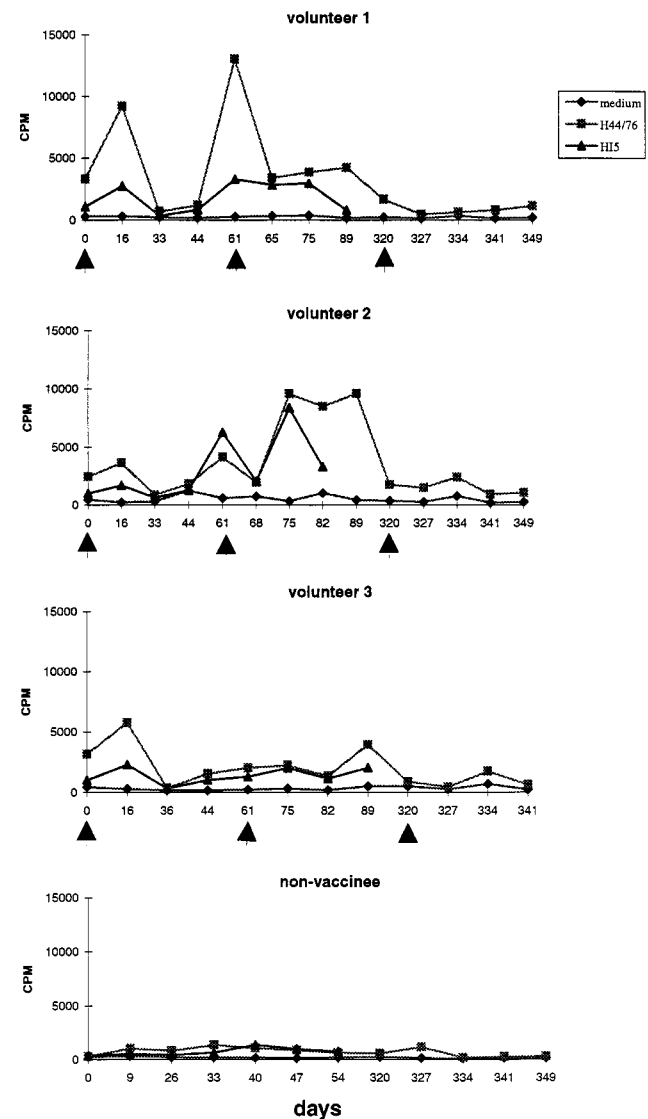 volunteer 1
15000
10000
5000
0
CPM
0 16 33 44 61 65 75 89 320 327 334 341 349
medium
H44/76
HI5
volunteer 2
15000
10000
5000
0
CPM
0 16 33 44 61 68 75 82 89 320 327 334 341 349
volunteer 3
15000
10000
5000
0
CPM
0 16 36 44 61 75 82 89 320 327 334 341
non-vaccinee
15000
10000
5000
0
CPM
0 9 26 33 40 47 54 320 327 334 341 349
days